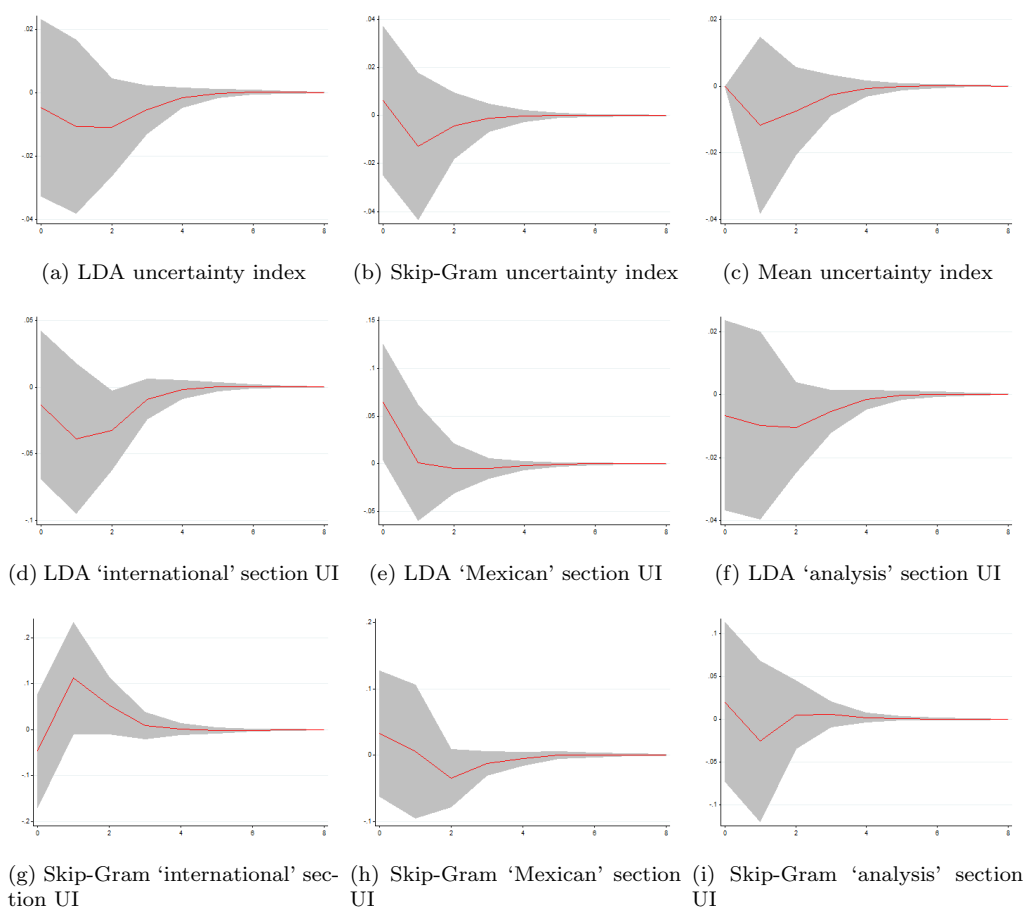 .02
0
-.02
-.04
0 2 4 6 8
(a) LDA uncertainty index
.04
.02
0
-.02
-.04
0 2 4 6 8
(b) Skip-Gram uncertainty index
.02
0
-.02
-.04
0 2 4 6 8
(c) Mean uncertainty index
.05
0
-.05
-.1
0 2 4 6 8
(d) LDA ‘international’ section UI
.15
.1
.05
0
-.05
0 2 4 6 8
(e) LDA ‘Mexican’ section UI
.02
0
-.02
-.04
0 2 4 6 8
(f) LDA ‘analysis’ section UI
.2
.1
0
-.1
-.2
0 2 4 6 8
(g) Skip-Gram ‘international’ sec-
tion UI
.2
.1
0
-.1
0 2 4 6 8
(h) Skip-Gram ‘Mexican’ section
UI
.1
.05
0
-.05
-.1
0 2 4 6 8
(i) Skip-Gram ‘analysis’ section
UI